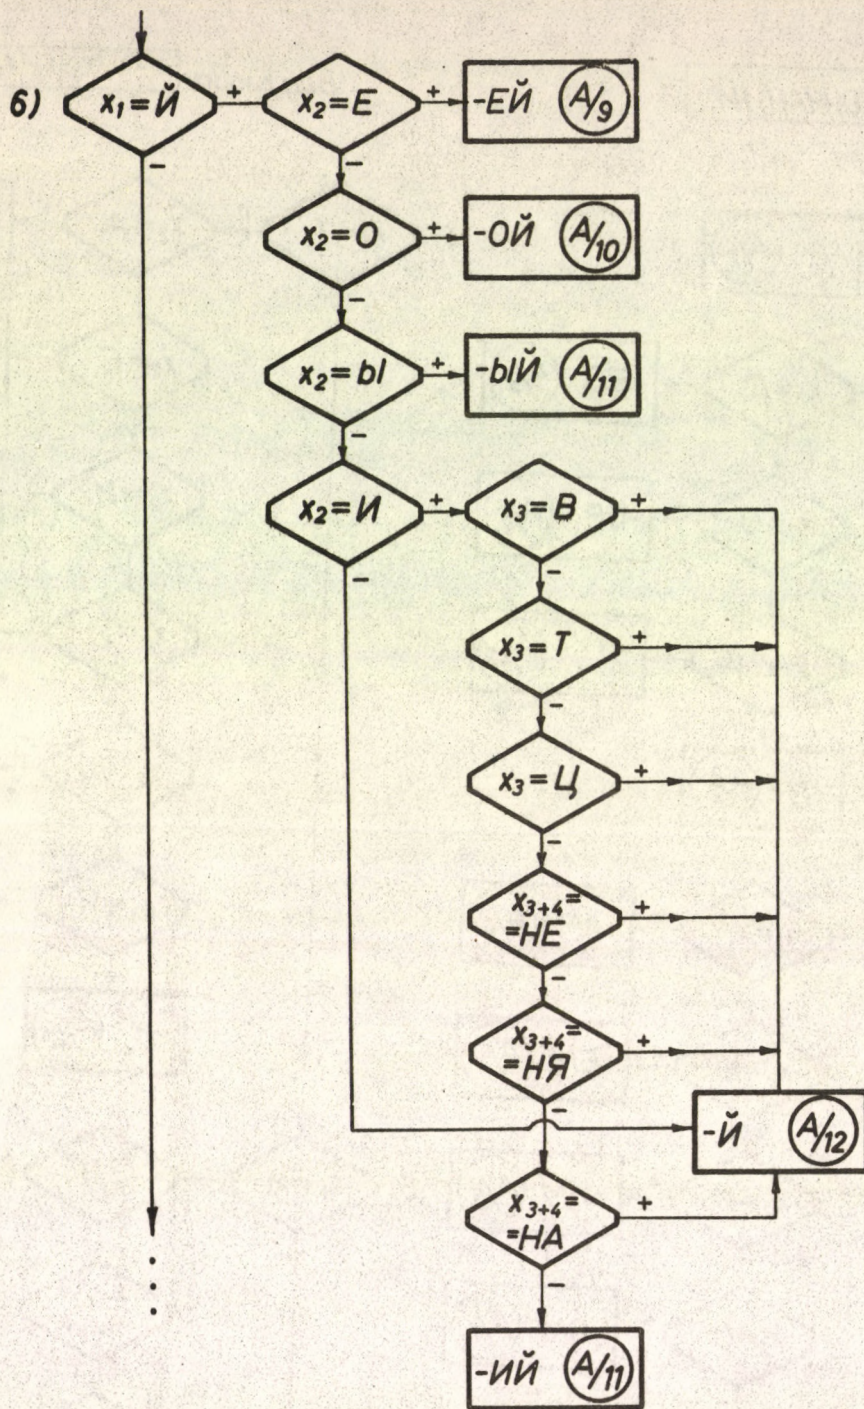 6) x₁=Й + x₂=Е + -ЕЙ А/9
- -
x₂=О + -ОЙ А/10
-
x₂=Ы + -ЫЙ А/11
-
x₂=И + x₃=В +
- -
x₃=Т +
-
x₃=Ц +
-
x₃₊₄=
=НЕ +
-
x₃₊₄=
=НЯ +
-
-Й А/12
x₃₊₄=
=НА +
-
-ИЙ А/11